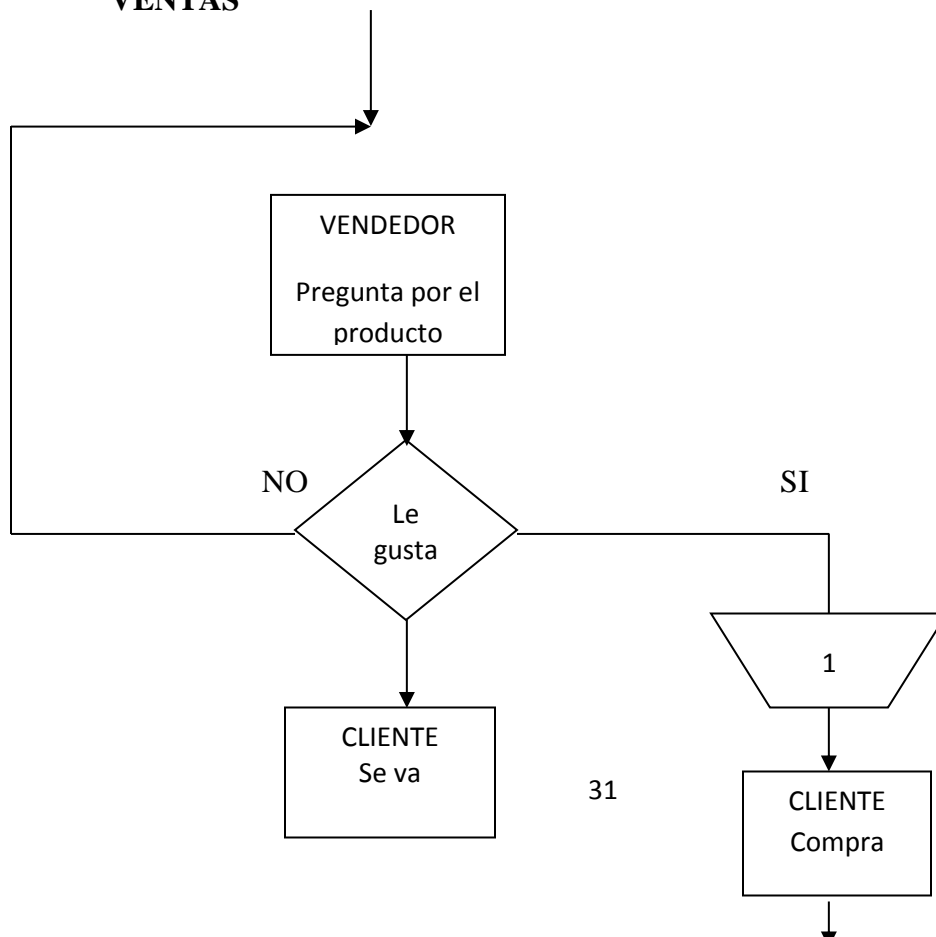 VENTAS
VENDEDOR
Pregunta por el
producto
NO
SI
Le
gusta
1
CLIENTE
Se va
31
CLIENTE
Compra